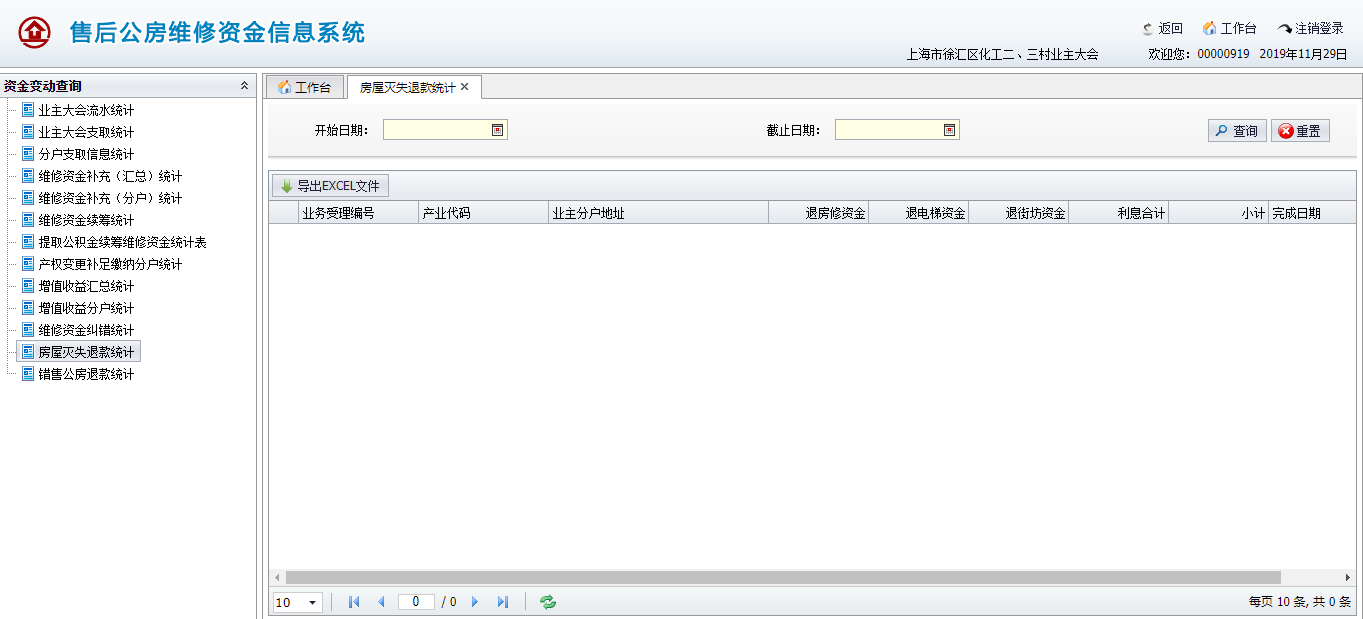 售后公房维修资金信息系统
返回 工作台 注销登录
上海市徐汇区化工二、三村业主大会 欢迎您: 00000919 2019年11月29日
资金变动查询
业主大会流水统计
业主大会支取统计
分户支取信息统计
维修资金补充（汇总）统计
维修资金补充（分户）统计
维修资金续筹统计
提取公积金续筹维修资金统计表
产权变更补足缴纳分户统计
增值收益汇总统计
增值收益分户统计
维修资金纠错统计
房屋灭失退款统计
错售公房退款统计
工作台 房屋灭失退款统计
开始日期: 截止日期: 查询 重置
导出EXCEL文件
业务受理编号 产业代码 业主分户地址 退房修资金 退电梯资金 退街坊资金 利息合计 小计 完成日期
10 0 / 0 每页 10 条, 共 0 条